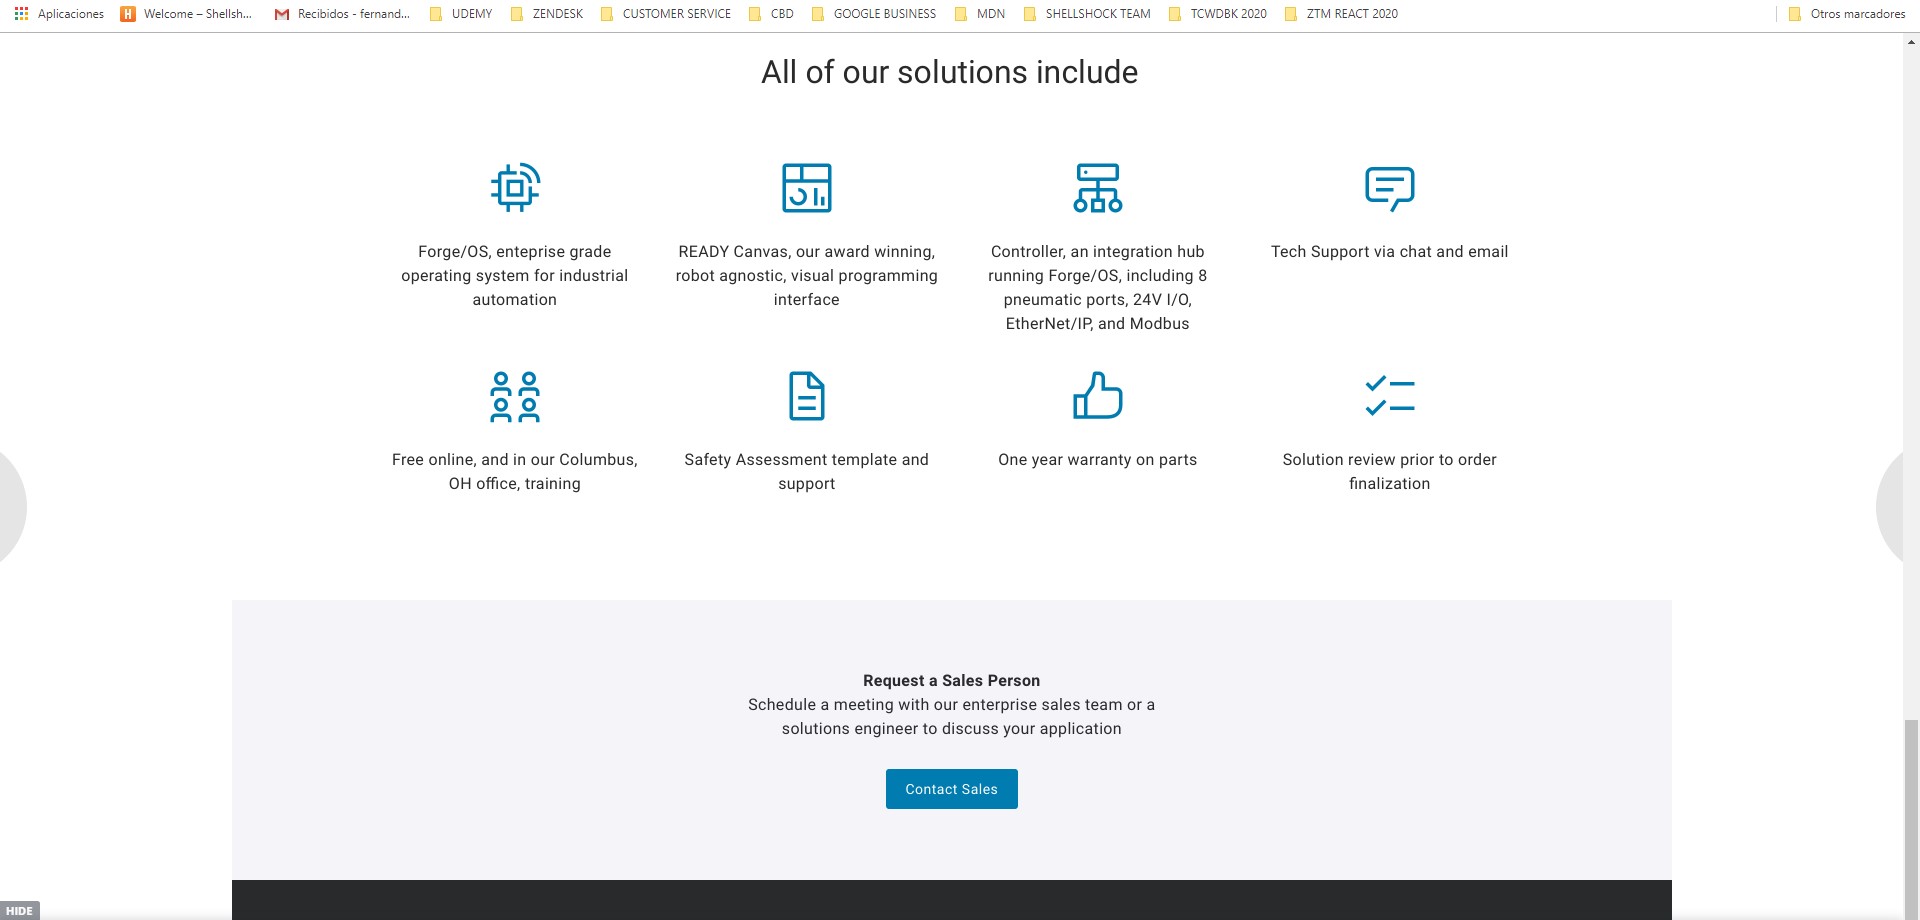 Aplicaciones
H
Welcome – Shellsh...
Recibidos - fernand...
UDEMY
ZENDESK
CUSTOMER SERVICE
CBD
GOOGLE BUSINESS
MDN
SHELLSHOCK TEAM
TCWDBK 2020
ZTM REACT 2020
Otros marcadores
All of our solutions include
Forge/OS, enteprise grade
operating system for industrial
automation
READY Canvas, our award winning,
robot agnostic, visual programming
interface
Controller, an integration hub
running Forge/OS, including 8
pneumatic ports, 24V I/O,
EtherNet/IP, and Modbus
Tech Support via chat and email
Free online, and in our Columbus,
OH office, training
Safety Assessment template and
support
One year warranty on parts
Solution review prior to order
finalization
Request a Sales Person
Schedule a meeting with our enterprise sales team or a
solutions engineer to discuss your application
Contact Sales
HIDE